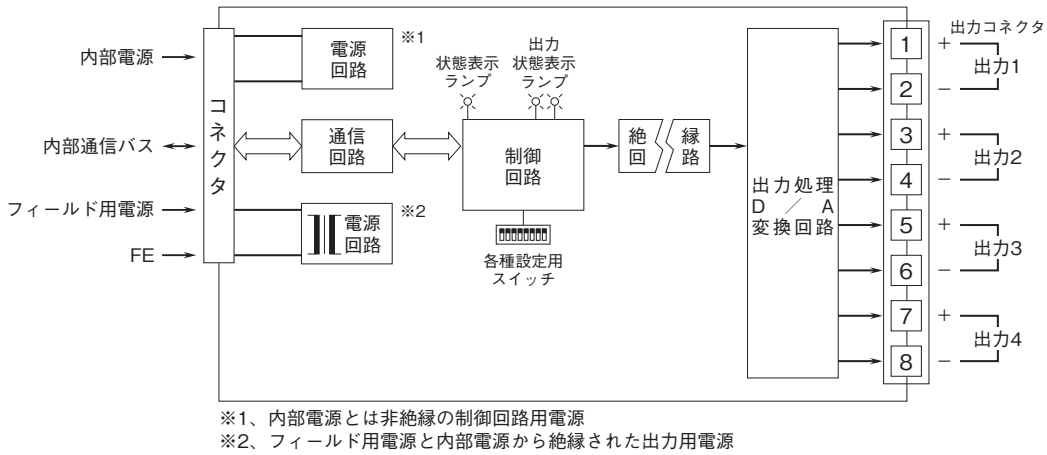 出力コネクタ
内部電源
電源
回路
※1
状態表示
ランプ
出力
状態表示
ランプ
コネクタ
内部通信バス
通信
回路
制御
回路
絶 縁
回 路
出力処理
D／A
変換回路
フィールド用電源
電源
回路
※2
FE
各種設定用
スイッチ
1 +
出力1
2 −
3 +
出力2
4 −
5 +
出力3
6 −
7 +
出力4
8 −
※1、内部電源とは非絶縁の制御回路用電源
※2、フィールド用電源と内部電源から絶縁された出力用電源